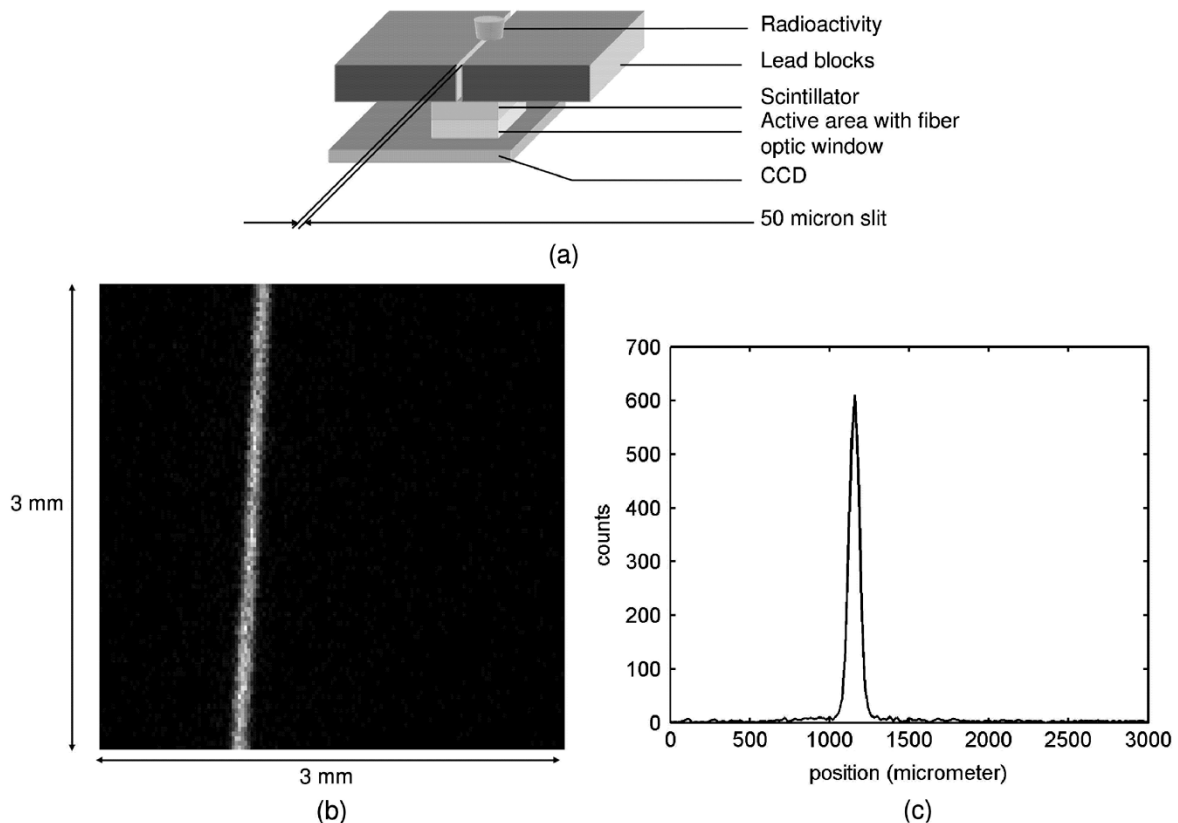 Radioactivity
Lead blocks
Scintillator
Active area with fiber
optic window
CCD
50 micron slit
(a)
3 mm
3 mm
(b)
700
600
500
400
300
200
100
0
counts
0 500 1000 1500 2000 2500 3000
position (micrometer)
(c)